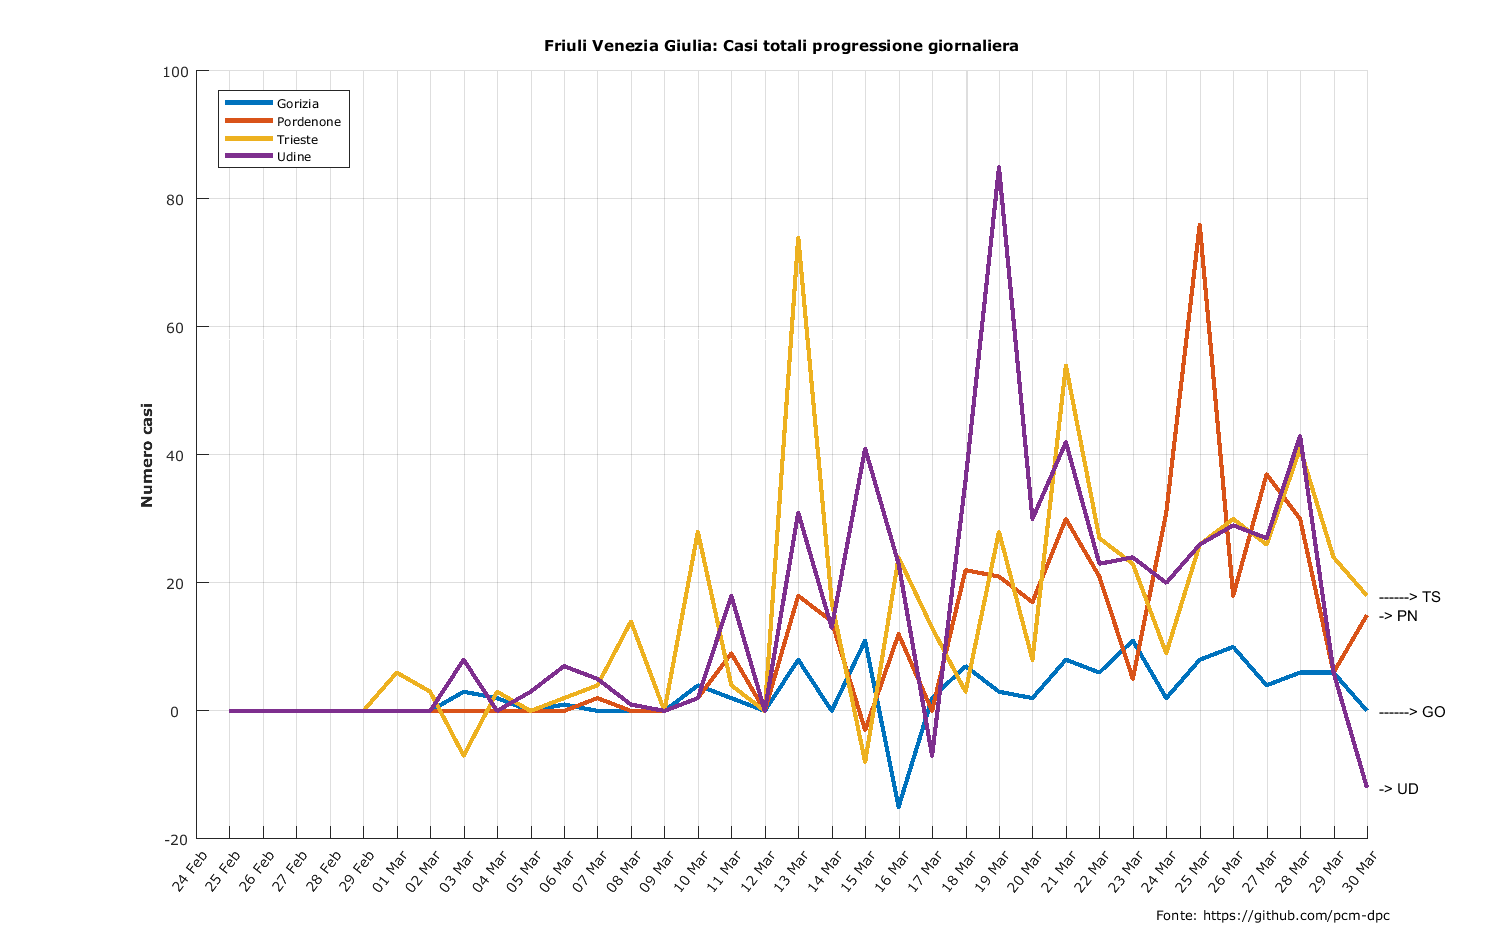 Friuli Venezia Giulia: Casi totali progressione giornaliera
100
80
60
40
20
0
-20
Numero casi
Gorizia
Pordenone
Trieste
Udine
------> TS
-> PN
------> GO
-> UD
24 Feb
25 Feb
26 Feb
27 Feb
28 Feb
29 Feb
01 Mar
02 Mar
03 Mar
04 Mar
05 Mar
06 Mar
07 Mar
08 Mar
09 Mar
10 Mar
11 Mar
12 Mar
13 Mar
14 Mar
15 Mar
16 Mar
17 Mar
18 Mar
19 Mar
20 Mar
21 Mar
22 Mar
23 Mar
24 Mar
25 Mar
26 Mar
27 Mar
28 Mar
29 Mar
30 Mar
Fonte: https://github.com/pcm-dpc